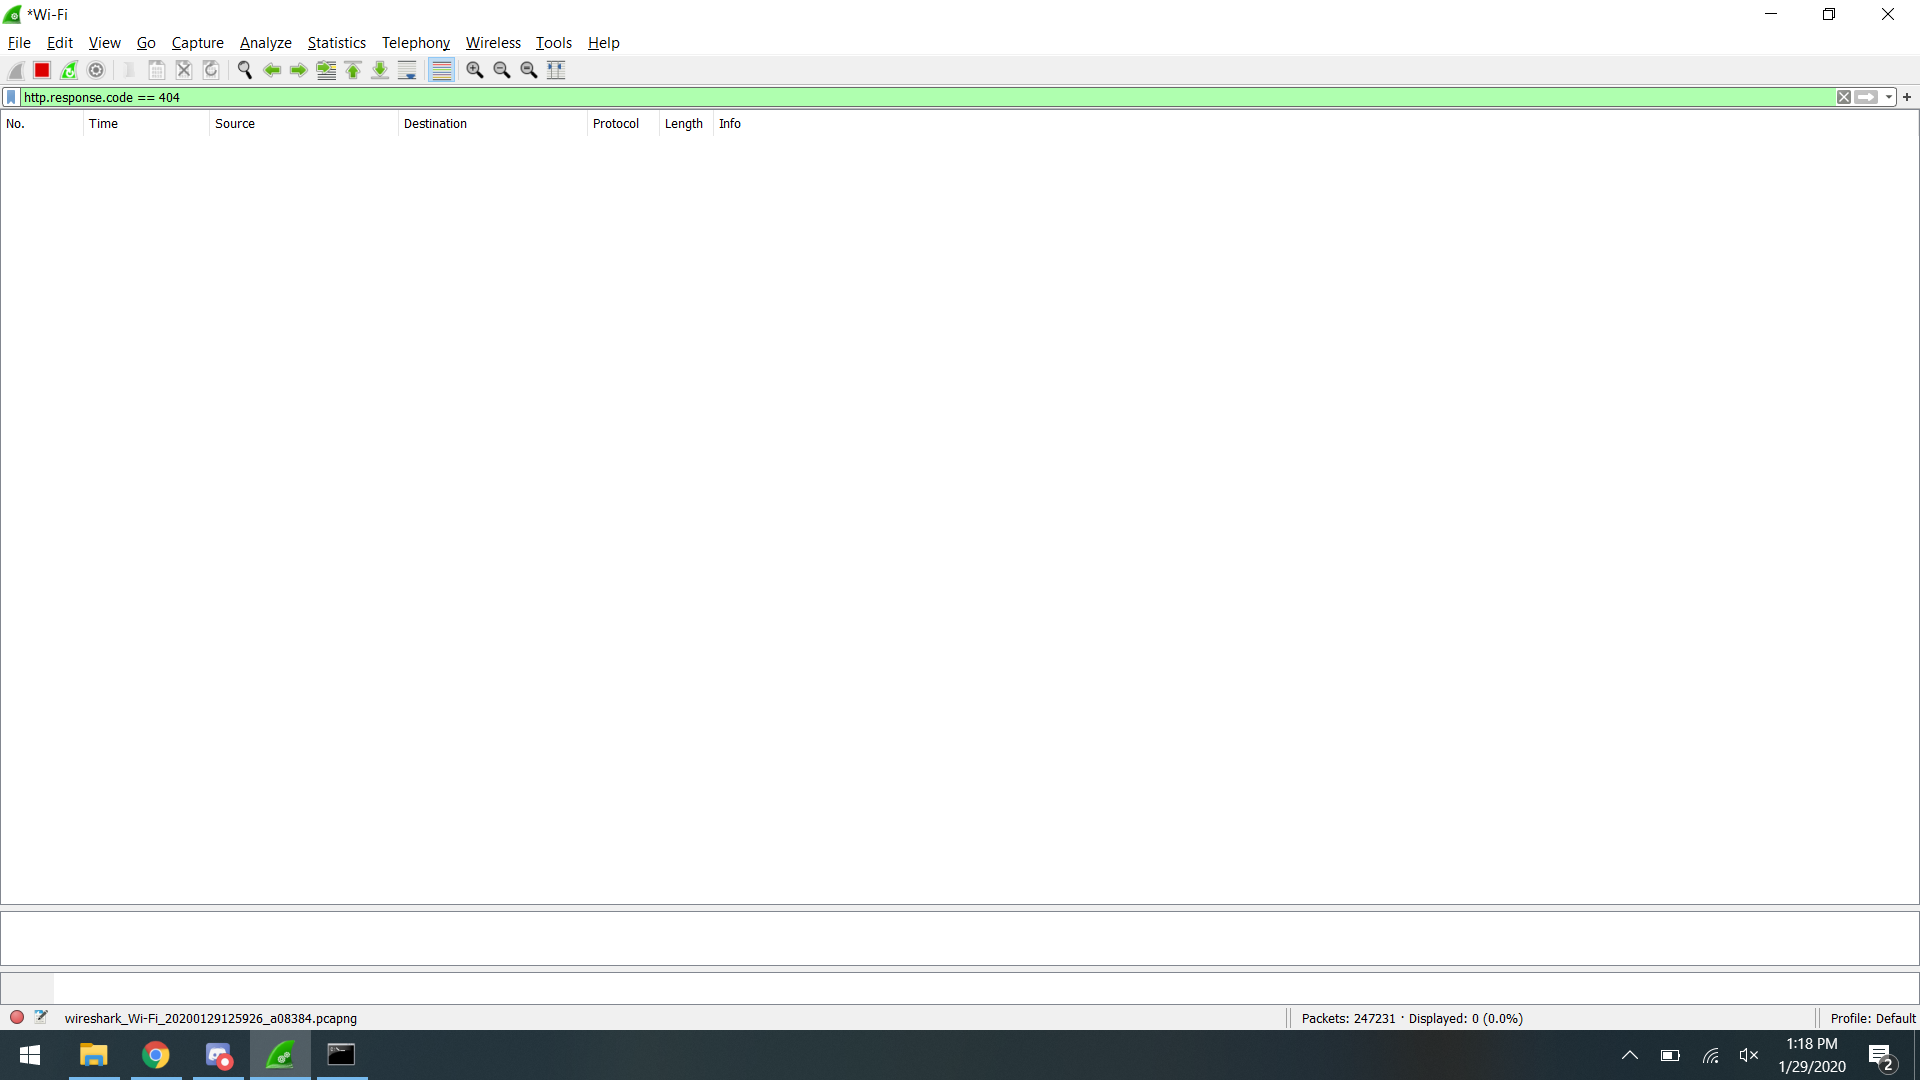 *Wi-Fi
File Edit View Go Capture Analyze Statistics Telephony Wireless Tools Help
http.response.code == 404
No. Time Source Destination Protocol Length Info
wireshark_Wi-Fi_20200129125926_a08384.pcapng
Packets: 247231 · Displayed: 0 (0.0%)
Profile: Default
1:18 PM
1/29/2020
2